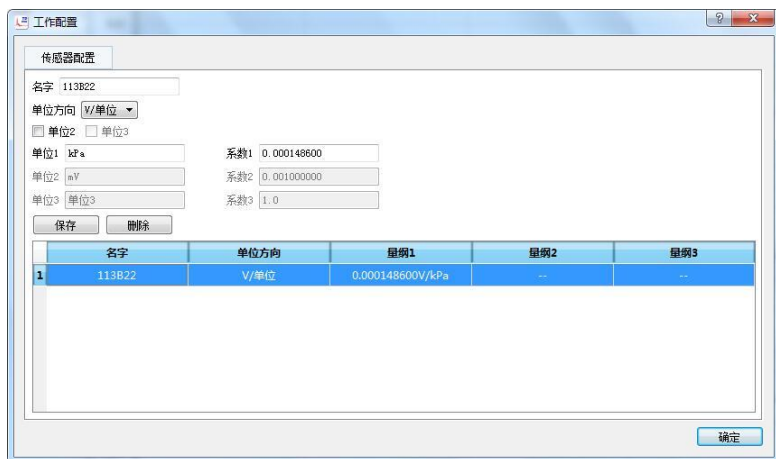 工作配置
传感器配置
名字 113B22
单位方向 V/单位
单位2 单位3
单位1 kPa 系数1 0.000148600
单位2 mV 系数2 0.001000000
单位3 单位3 系数3 1.0
保存 删除
名字 单位方向 量纲1 量纲2 量纲3
1 113B22 V/单位 0.000148600V/kPa -- --
确定